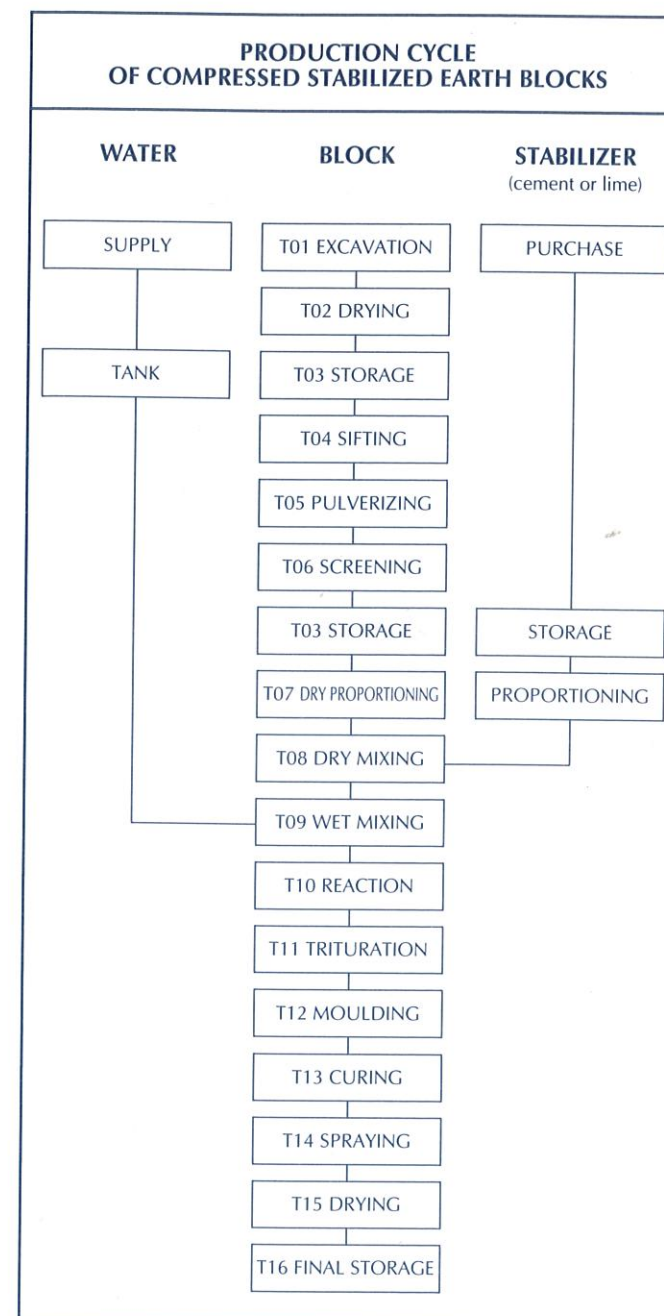 PRODUCTION CYCLE
OF COMPRESSED STABILIZED EARTH BLOCKS
WATER
BLOCK
STABILIZER
(cement or lime)
SUPPLY
T01 EXCAVATION
PURCHASE
T02 DRYING
TANK
T03 STORAGE
T04 SIFTING
T05 PULVERIZING
T06 SCREENING
T03 STORAGE
STORAGE
T07 DRY PROPORTIONING
PROPORTIONING
T08 DRY MIXING
T09 WET MIXING
T10 REACTION
T11 TRITURATION
T12 MOULDING
T13 CURING
T14 SPRAYING
T15 DRYING
T16 FINAL STORAGE